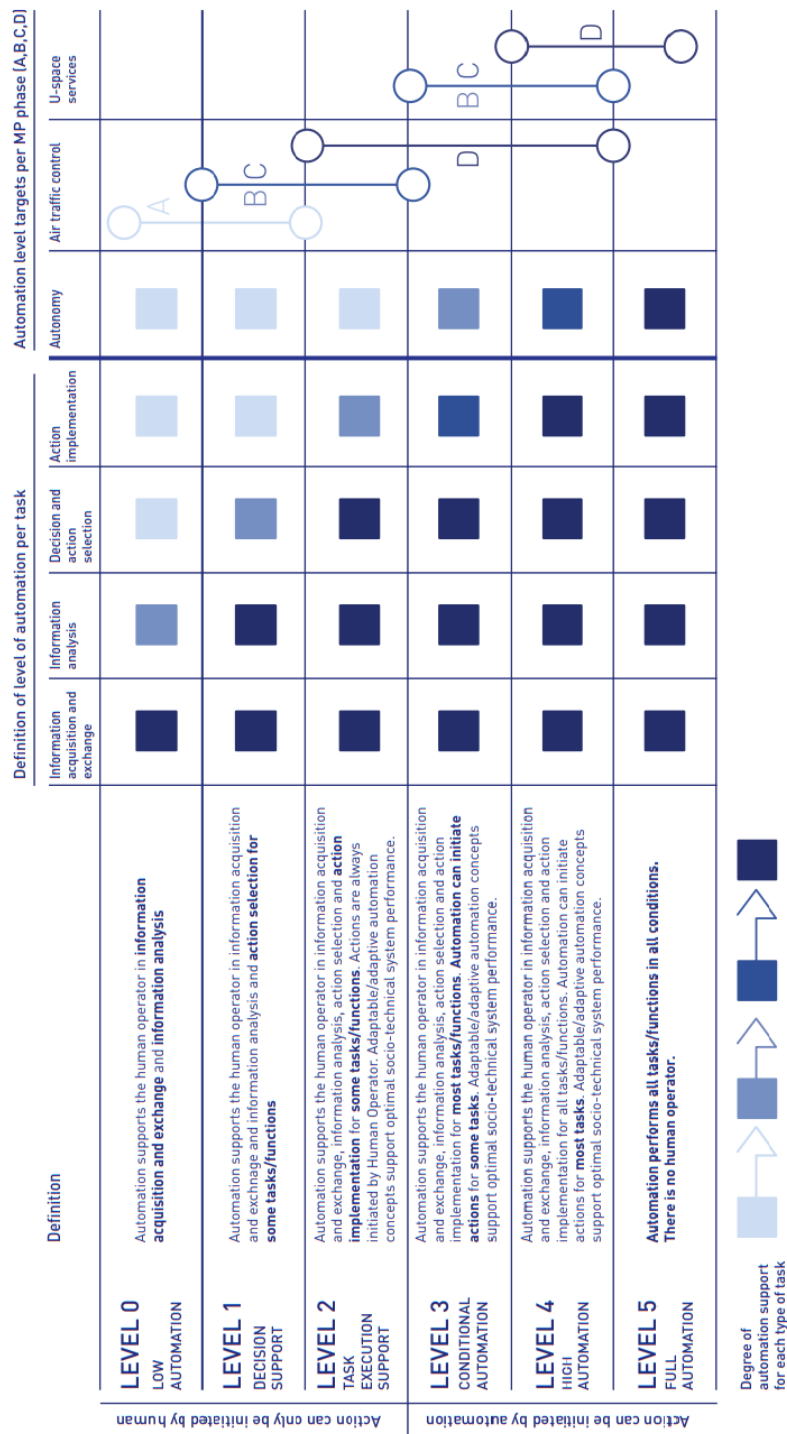 Definition
Definition of level of automation per task
Automation level targets per MP phase (A,B,C,D)
Information
acquisition and
exchange
Information
analysis
Decision and
action
selection
Action
implementation
Autonomy
Air traffic control
U-space
services
Action can only be initiated by human
LEVEL 0
LOW
AUTOMATION
Automation supports the human operator in information
acquisition and exchange and information analysis
A
LEVEL 1
DECISION
SUPPORT
Automation supports the human operator in information acquisition
and exchnage and information analysis and action selection for
some tasks/functions
B C
LEVEL 2
TASK
EXECUTION
SUPPORT
Automation supports the human operator in information acquisition
and exchange, information analysis, action selection and action
implementation for some tasks/functions. Actions are always
initiated by Human Operator. Adaptable/adaptive automation
concepts support optimal socio-technical system performance.
Action can be initiated by automation
LEVEL 3
CONDITIONAL
AUTOMATION
Automation supports the human operator in information acquisition
and exchange, information analysis, action selection and action
implementation for most tasks/functions. Automation can initiate
actions for some tasks. Adaptable/adaptive automation concepts
support optimal socio-technical system performance.
D
B C
LEVEL 4
HIGH
AUTOMATION
Automation supports the human operator in information acquisition
and exchange, information analysis, action selection and action
implementation for all tasks/functions. Automation can initiate
actions for most tasks. Adaptable/adaptive automation concepts
support optimal socio-technical system performance.
D
LEVEL 5
FULL
AUTOMATION
Automation performs all tasks/functions in all conditions.
There is no human operator.
Degree of
automation support
for each type of task